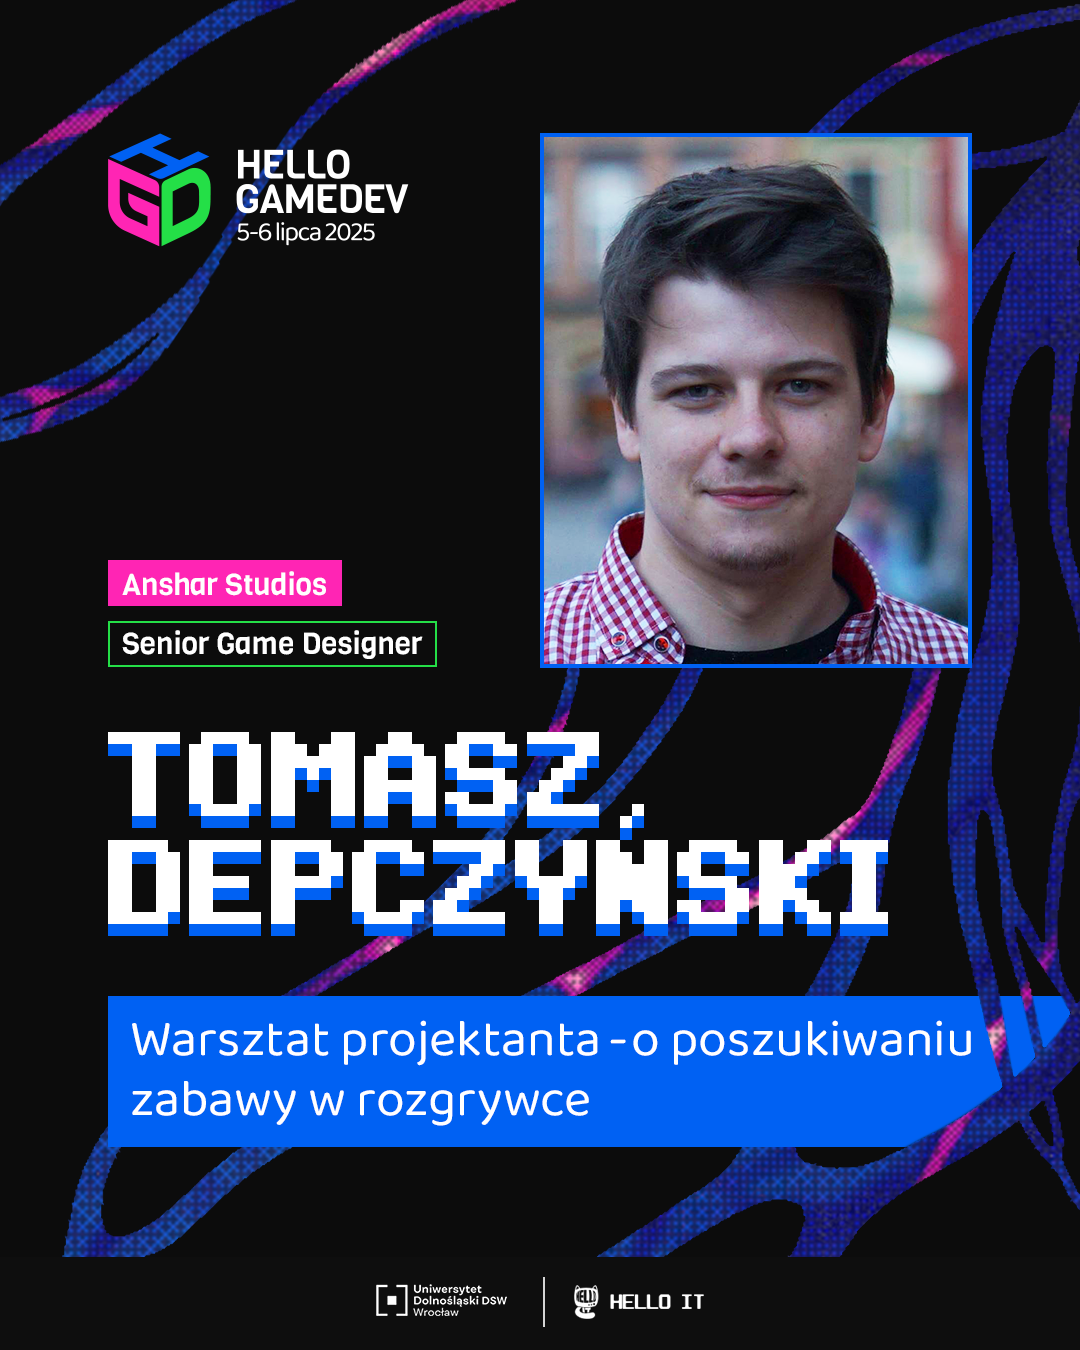 HELLO
GAMEDEV
5-6 lipca 2025
Anshar Studios
Senior Game Designer
TOMASZ
DEPCZYŃSKI
Warsztat projektanta - o poszukiwaniu
zabawy w rozgrywce
Uniwersytet
Dolnośląski DSW
Wrocław
HELLO IT